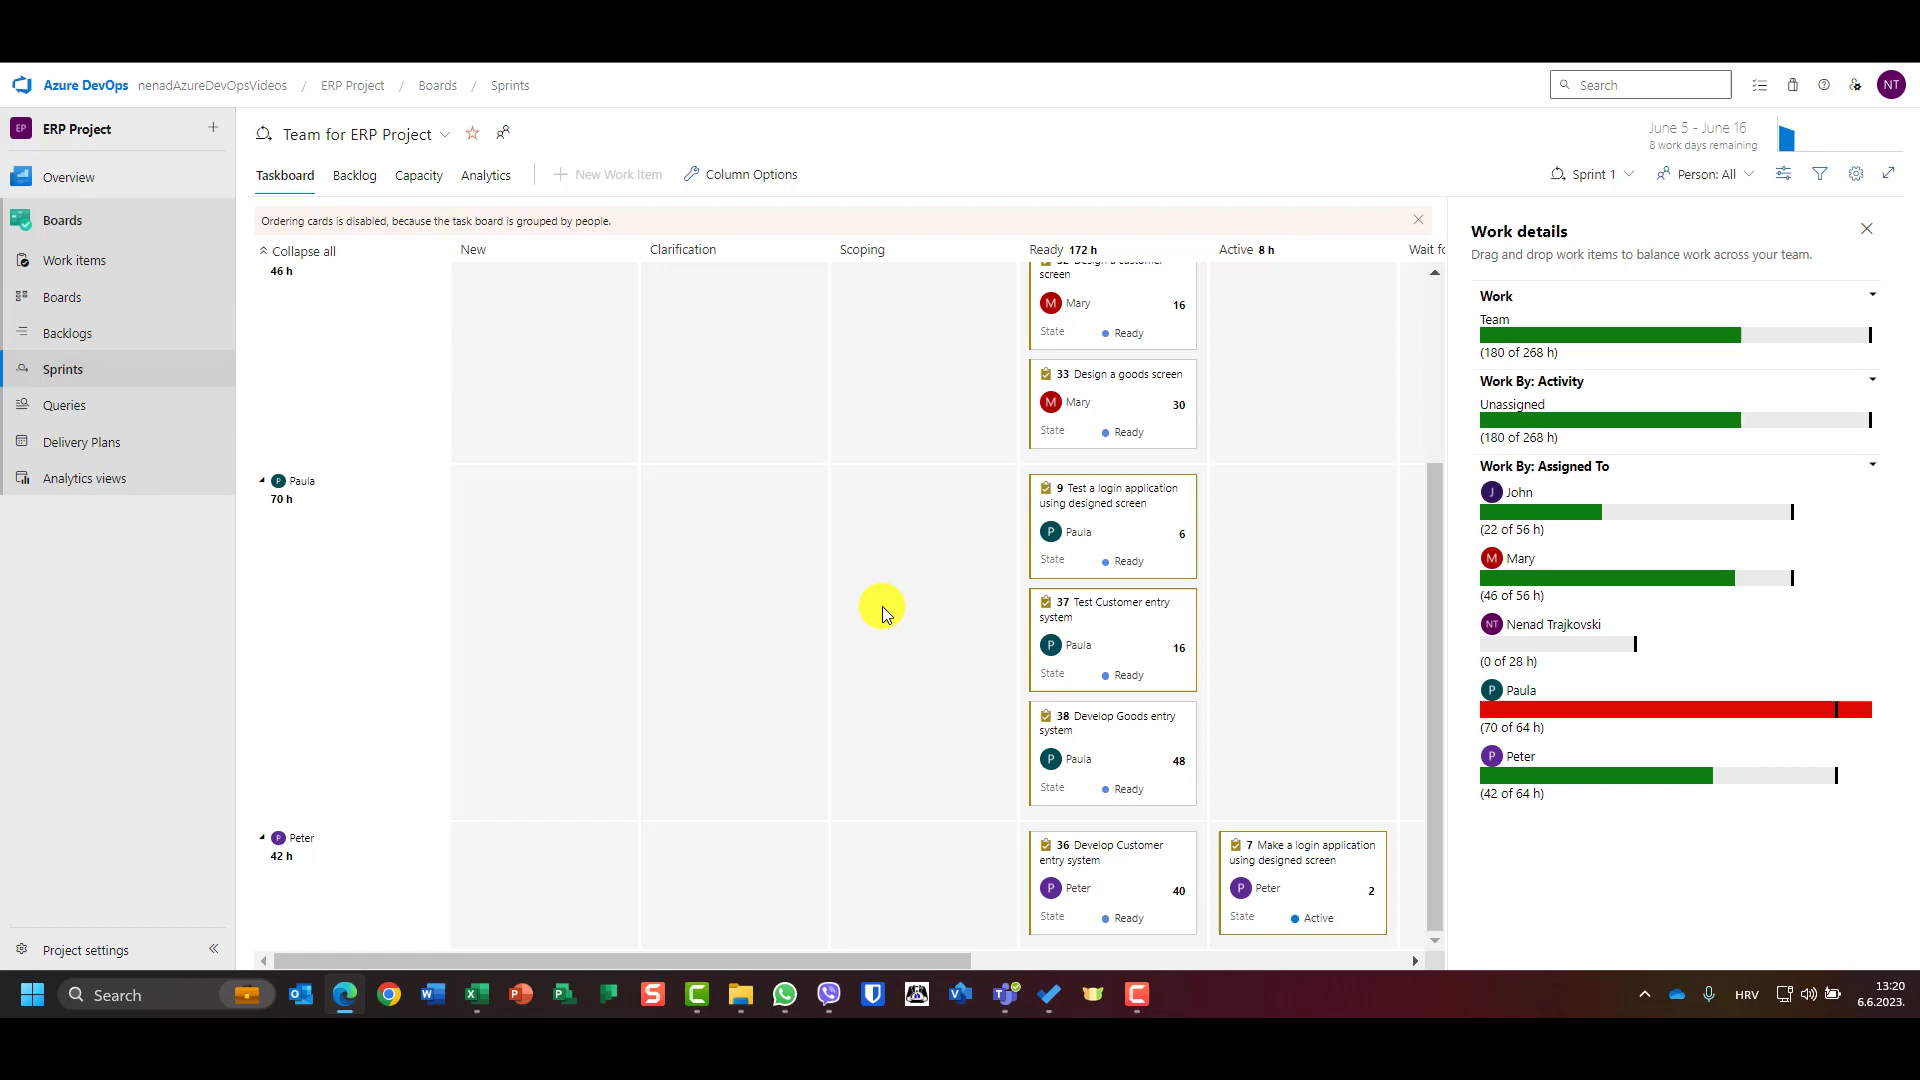 Azure DevOps nenadAzureDevOpsVideos / ERP Project / Boards / Sprints
Search
NT
EP ERP Project
Overview
Boards
Work items
Boards
Backlogs
Sprints
Queries
Delivery Plans
Analytics views
Project settings
Team for ERP Project
June 5 - June 16
8 work days remaining
Taskboard Backlog Capacity Analytics New Work Item Column Options
Sprint 1 Person: All
Ordering cards is disabled, because the task board is grouped by people.
Collapse all New Clarification Scoping Ready 172 h Active 8 h Wait fo
46 h
32 Design a customer
screen
M Mary 16
State Ready
33 Design a goods screen
M Mary 30
State Ready
P Paula
70 h
9 Test a login application
using designed screen
P Paula 6
State Ready
37 Test Customer entry
system
P Paula 16
State Ready
38 Develop Goods entry
system
P Paula 48
State Ready
P Peter
42 h
36 Develop Customer
entry system
P Peter 40
State Ready
7 Make a login application
using designed screen
P Peter 2
State Active
Work details
Drag and drop work items to balance work across your team.
Work
Team
(180 of 268 h)
Work By: Activity
Unassigned
(180 of 268 h)
Work By: Assigned To
J John
(22 of 56 h)
M Mary
(46 of 56 h)
NT Nenad Trajkovski
(0 of 28 h)
P Paula
(70 of 64 h)
P Peter
(42 of 64 h)
Search
HRV
13:20
6.6.2023.